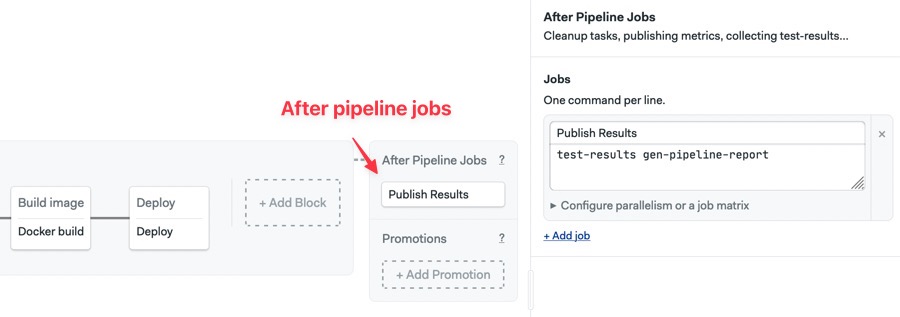 After pipeline jobs
Build image
Docker build
Deploy
Deploy
+ Add Block
After Pipeline Jobs ?
Publish Results
Promotions ?
+ Add Promotion
After Pipeline Jobs
Cleanup tasks, publishing metrics, collecting test-results...
Jobs
One command per line.
Publish Results
×
test-results gen-pipeline-report
▸ Configure parallelism or a job matrix
+ Add job